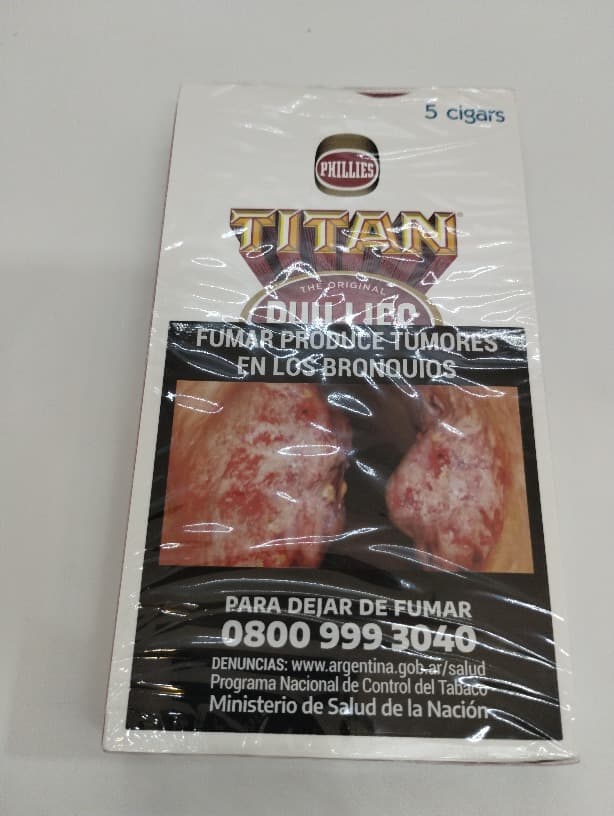 5 cigars
PHILLIES
TITAN
THE ORIGINAL
PHILLIES
FUMAR PRODUCE TUMORES
EN LOS BRONQUIOS
PARA DEJAR DE FUMAR
0800 999 3040
DENUNCIAS: www.argentina.gob.ar/salud
Programa Nacional de Control del Tabaco
Ministerio de Salud de la Nación